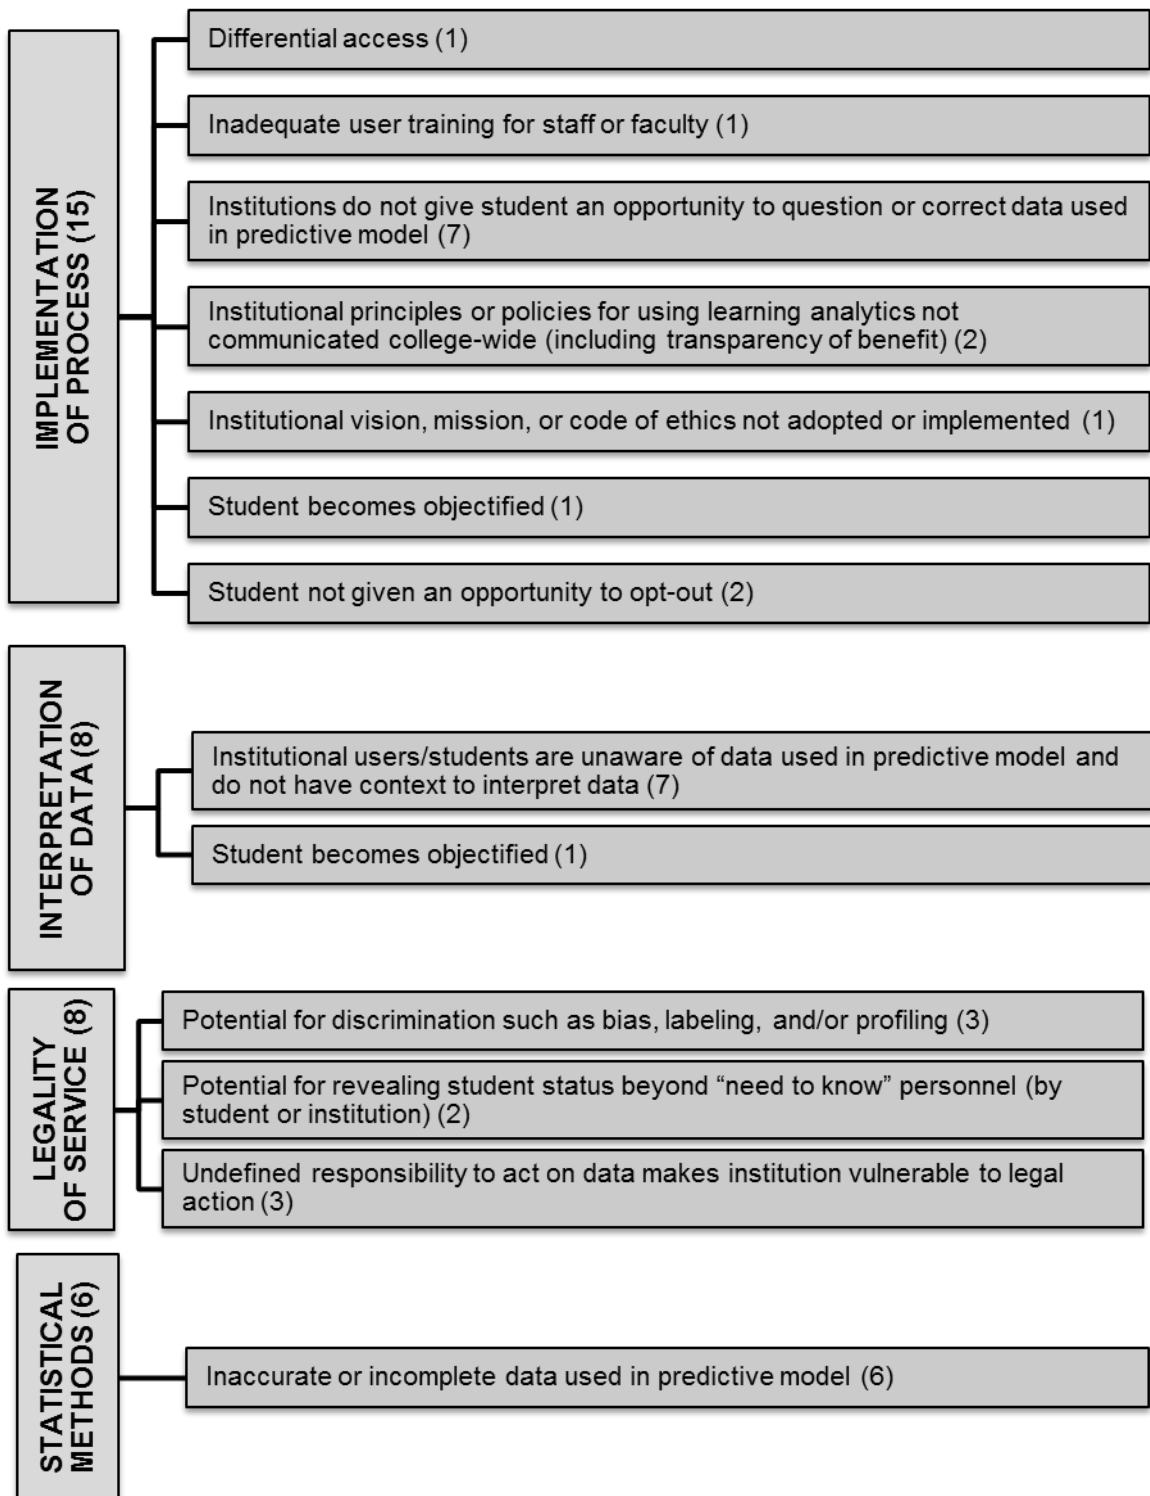 IMPLEMENTATION
OF PROCESS (15)
Differential access (1)
Inadequate user training for staff or faculty (1)
Institutions do not give student an opportunity to question or correct data used
in predictive model (7)
Institutional principles or policies for using learning analytics not
communicated college-wide (including transparency of benefit) (2)
Institutional vision, mission, or code of ethics not adopted or implemented (1)
Student becomes objectified (1)
Student not given an opportunity to opt-out (2)
INTERPRETATION
OF DATA (8)
Institutional users/students are unaware of data used in predictive model and
do not have context to interpret data (7)
Student becomes objectified (1)
LEGALITY
OF SERVICE (8)
Potential for discrimination such as bias, labeling, and/or profiling (3)
Potential for revealing student status beyond “need to know” personnel (by
student or institution) (2)
Undefined responsibility to act on data makes institution vulnerable to legal
action (3)
STATISTICAL
METHODS (6)
Inaccurate or incomplete data used in predictive model (6)